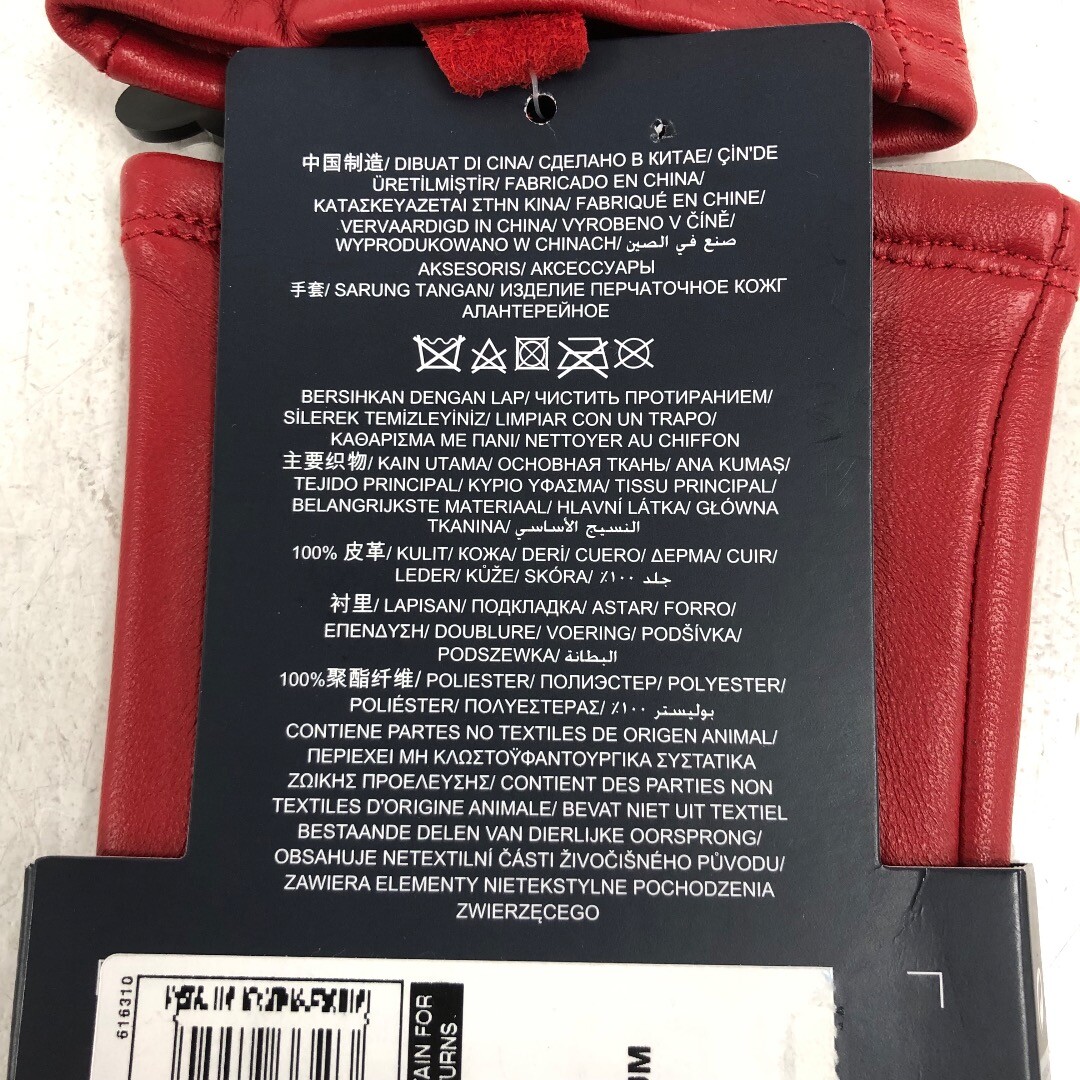 中国制造/ DIBUAT DI CINA/ СДЕЛАНО В КИТАЕ/ ÇİN'DE
ÜRETİLMİŞTİR/ FABRICADO EN CHINA/
ΚΑΤΑΣΚΕΥΑΖΕΤΑΙ ΣΤΗΝ ΚΙΝΑ/ FABRIQUÉ EN CHINE/
VERVAARDIGD IN CHINA/ VYROBENO V ČÍNĚ/
WYPRODUKOWANO W CHINACH/ صنع في الصين
AKSESORIS/ АКСЕССУАРЫ
手套/ SARUNG TANGAN/ ИЗДЕЛИЕ ПЕРЧАТОЧНОЕ КОЖГ
АЛАНТЕРЕЙНОЕ
BERSIHKAN DENGAN LAP/ ЧИСТИТЬ ПРОТИРАНИЕМ/
SİLEREK TEMİZLEYİNİZ/ LIMPIAR CON UN TRAPO/
ΚΑΘΑΡΙΣΜΑ ΜΕ ΠΑΝΙ/ NETTOYER AU CHIFFON
主要织物/ KAIN UTAMA/ ОСНОВНАЯ ТКАНЬ/ ANA KUMAŞ/
TEJIDO PRINCIPAL/ ΚΥΡΙΟ ΥΦΑΣΜΑ/ TISSU PRINCIPAL/
BELANGRIJKSTE MATERIAAL/ HLAVNÍ LÁTKA/ GŁÓWNA
TKANINA/ النسيج الأساسي
100% 皮革/ KULIT/ КОЖА/ DERİ/ CUERO/ ΔΕΡΜΑ/ CUIR/
LEDER/ KŮŽE/ SKÓRA/ جلد ١٠٠٪
衬里/ LAPISAN/ ПОДКЛАДКА/ ASTAR/ FORRO/
ΕΠΕΝΔΥΣΗ/ DOUBLURE/ VOERING/ PODŠÍVKA/
PODSZEWKA/ البطانة
100%聚酯纤维/ POLIESTER/ ПОЛИЭСТЕР/ POLYESTER/
POLIÉSTER/ ΠΟΛΥΕΣΤΕΡΑΣ/ بوليستر ١٠٠٪
CONTIENE PARTES NO TEXTILES DE ORIGEN ANIMAL/
ΠΕΡΙΕΧΕΙ ΜΗ ΚΛΩΣΤΟΫΦΑΝΤΟΥΡΓΙΚΑ ΣΥΣΤΑΤΙΚΑ
ΖΩΙΚΗΣ ΠΡΟΕΛΕΥΣΗΣ/ CONTIENT DES PARTIES NON
TEXTILES D'ORIGINE ANIMALE/ BEVAT NIET UIT TEXTIEL
BESTAANDE DELEN VAN DIERLIJKE OORSPRONG/
OBSAHUJE NETEXTILNÍ ČÁSTI ŽIVOČIŠNÉHO PŮVODU/
ZAWIERA ELEMENTY NIETEKSTYLNE POCHODZENIA
ZWIERZĘCEGO
616310